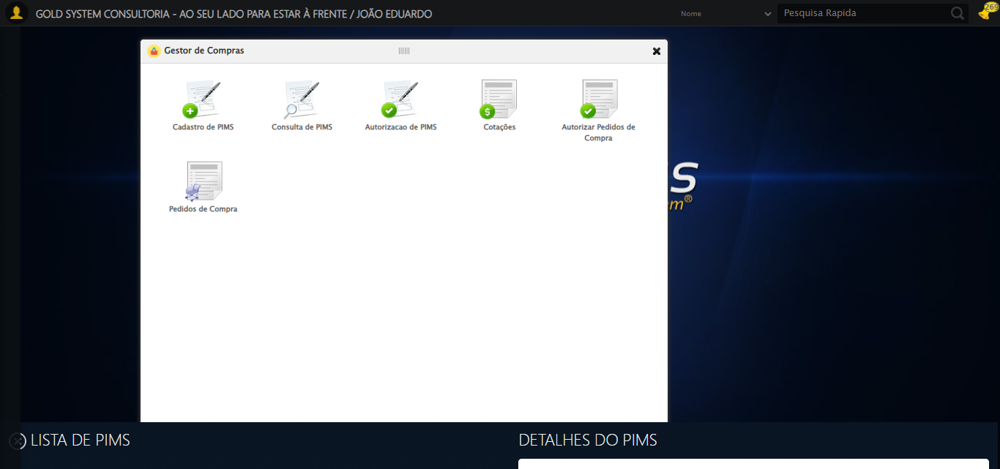 GOLD SYSTEM CONSULTORIA - AO SEU LADO PARA ESTAR À FRENTE / JOÃO EDUARDO
Nome
Pesquisa Rapida
269
Gestor de Compras
Cadastro de PIMS
Consulta de PIMS
Autorizacao de PIMS
Cotações
Autorizar Pedidos de
Compra
Pedidos de Compra
LISTA DE PIMS
DETALHES DO PIMS